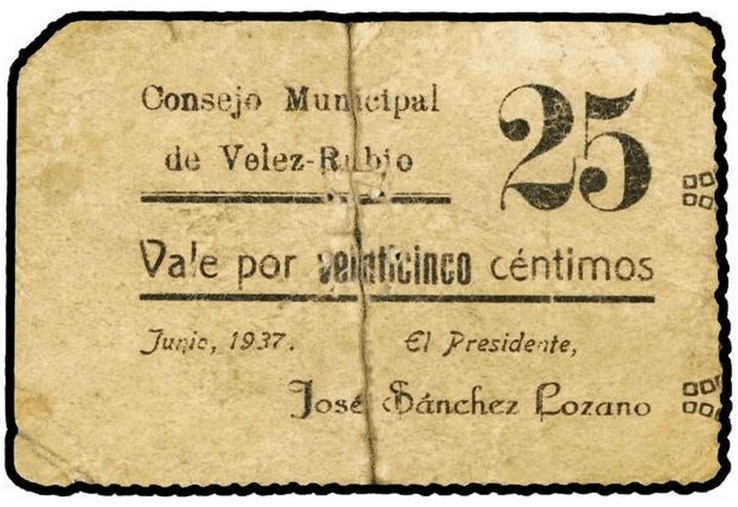 Consejo Municipal
de Velez-Rubio
25
Vale por veinticinco céntimos
Junio, 1937.
El Presidente,
José Sánchez Lozano